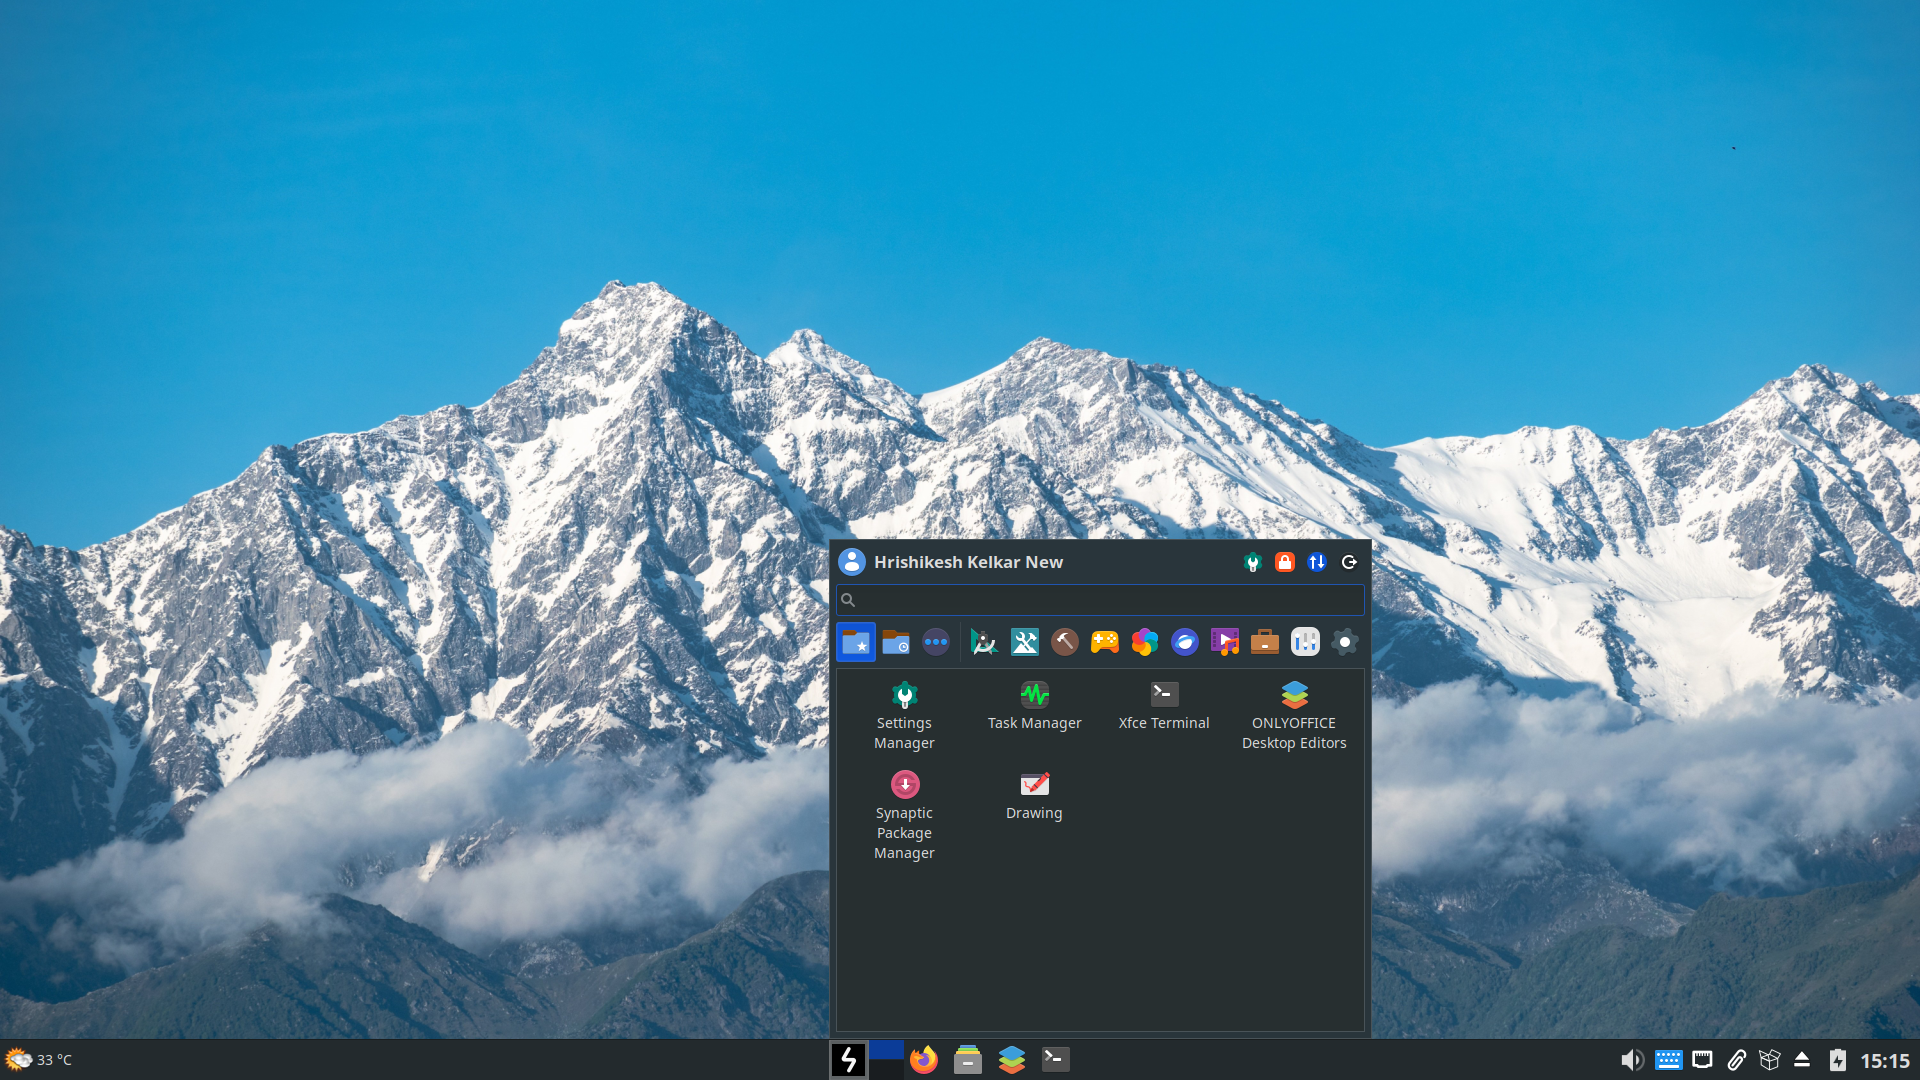 Hrishikesh Kelkar New
Settings
Manager
Task Manager
Xfce Terminal
ONLYOFFICE
Desktop Editors
Synaptic
Package
Manager
Drawing
33 °C
15:15